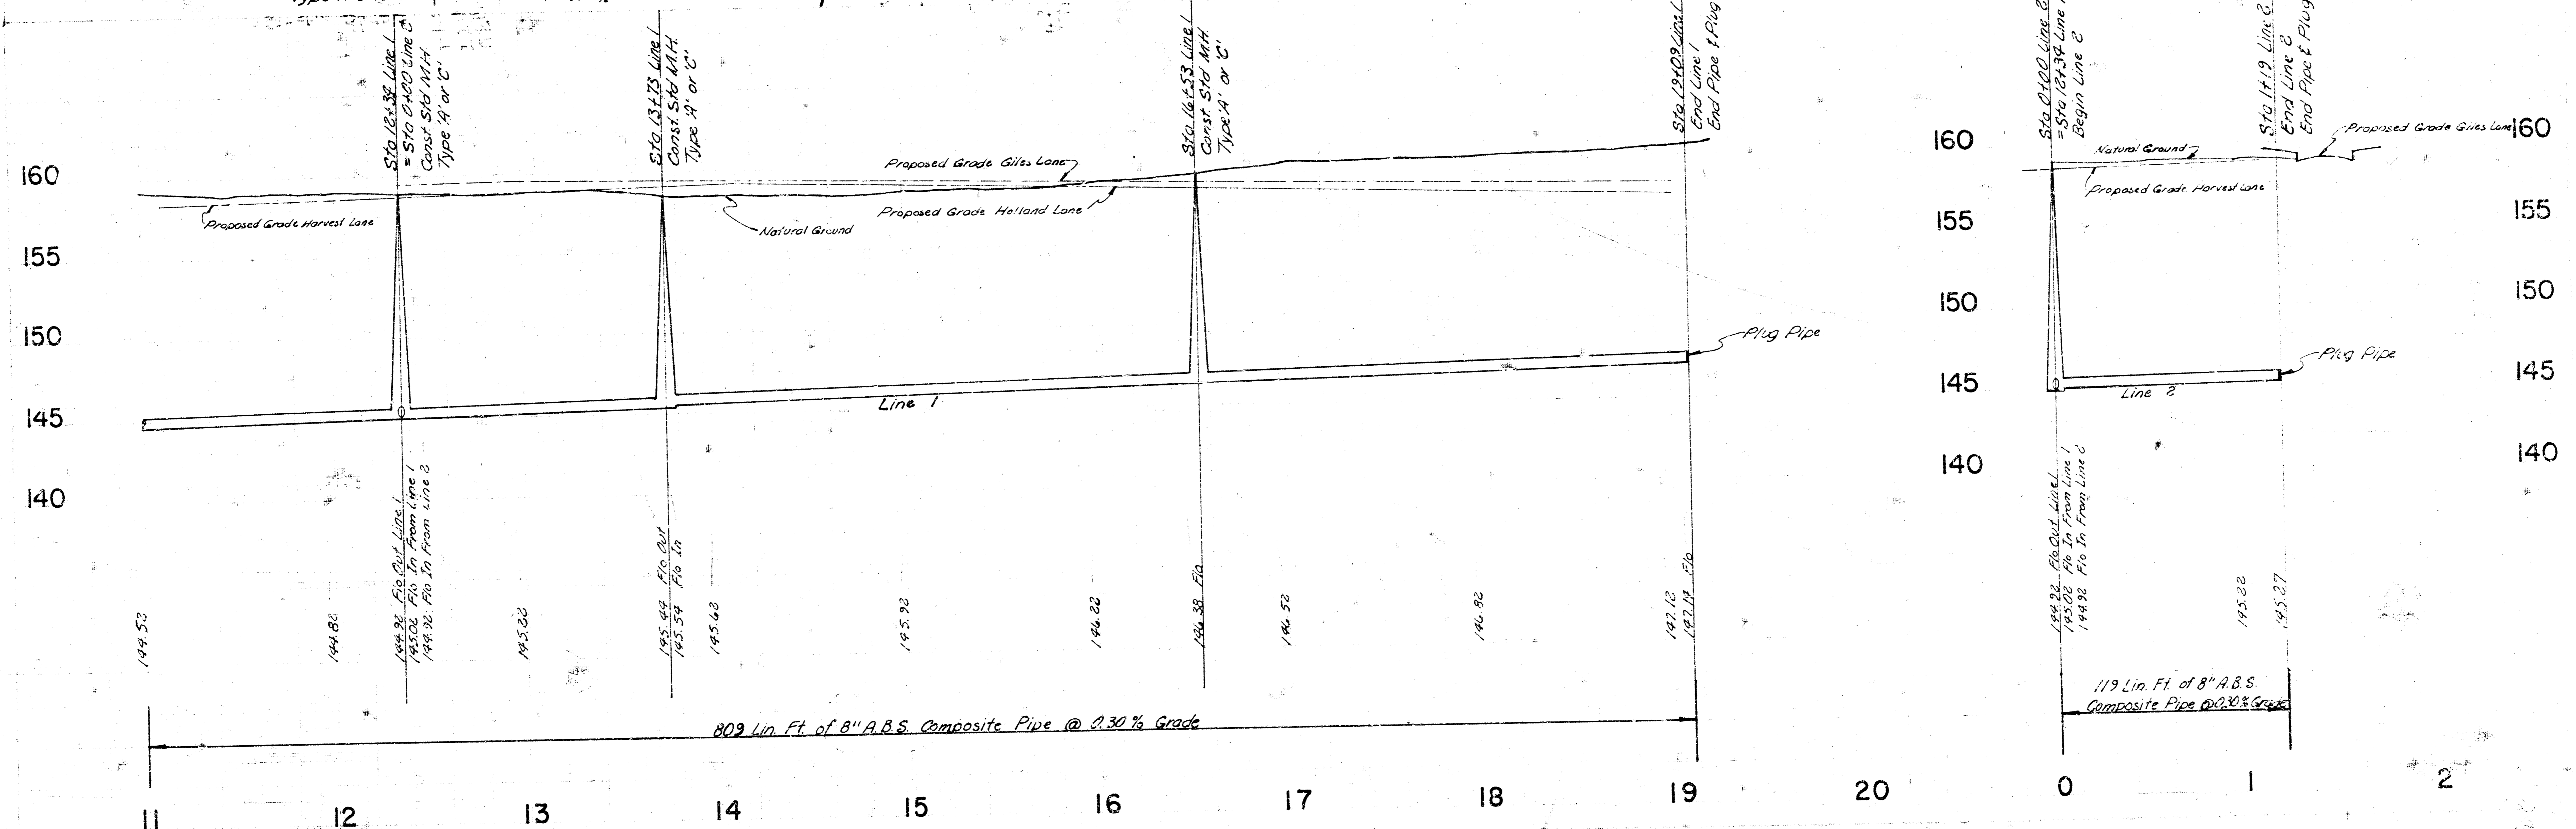 Sta 12+34 Line 1
= Sta 0+00 Line 2
Const. Std M.H.
Type 'A' or 'C'
Sta 13+73 Line 1
Const. Std M.H.
Type 'A' or 'C'
Sta 16+53 Line 1
Const. Std M.H.
Type 'A' or 'C'
Sta 19+09 Line 1
End Line 1
End Pipe & Plug
Sta 0+00 Line 2
= Sta 12+34 Line 1
Begin Line 2
Sta 1+19 Line 2
End Line 2
End Pipe & Plug
160
155
150
145
140
Proposed Grade Harvest Lane
Natural Ground
Proposed Grade Giles Lane
Proposed Grade Holland Lane
Plug Pipe
Line 1
160
155
150
145
140
Natural Ground
Proposed Grade Harvest Lane
Proposed Grade Giles Lane
Plug Pipe
Line 2
160
155
150
145
140
144.52
144.82
144.92 Flo Out Line 1
145.02 Flo In From Line 1
144.92 Flo In From Line 2
145.22
145.44 Flo Out
145.54 Flo In
145.62
145.92
146.22
146.38 Flo
146.52
146.82
147.12
147.14 Flo
144.92 Flo Out Line 1
145.02 Flo In From Line 1
144.92 Flo In From Line 2
145.22
145.27
809 Lin. Ft. of 8" A.B.S. Composite Pipe @ 0.30% Grade
119 Lin. Ft. of 8" A.B.S.
Composite Pipe @ 0.30% Grade
11 12 13 14 15 16 17 18 19 20 0 1 2